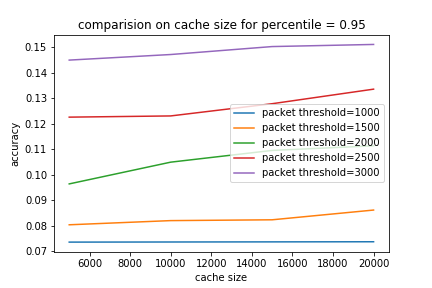 comparision on cache size for percentile = 0.95
0.15
0.14
0.13
0.12
0.11
0.10
0.09
0.08
0.07
accuracy
packet threshold=1000
packet threshold=1500
packet threshold=2000
packet threshold=2500
packet threshold=3000
6000 8000 10000 12000 14000 16000 18000 20000
cache size